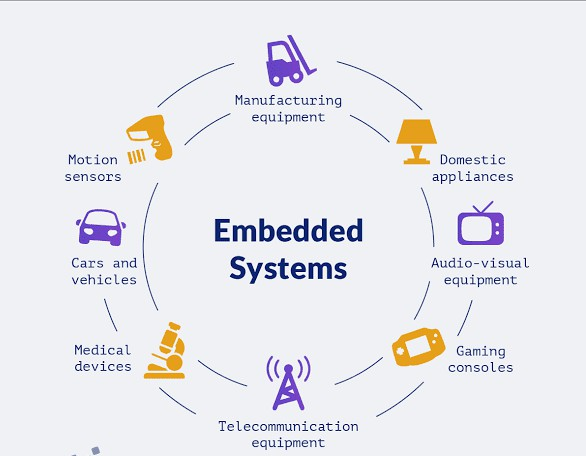 Manufacturing
equipment
Motion
sensors
Domestic
appliances
Embedded
Systems
Cars and
vehicles
Audio-visual
equipment
Medical
devices
Gaming
consoles
Telecommunication
equipment